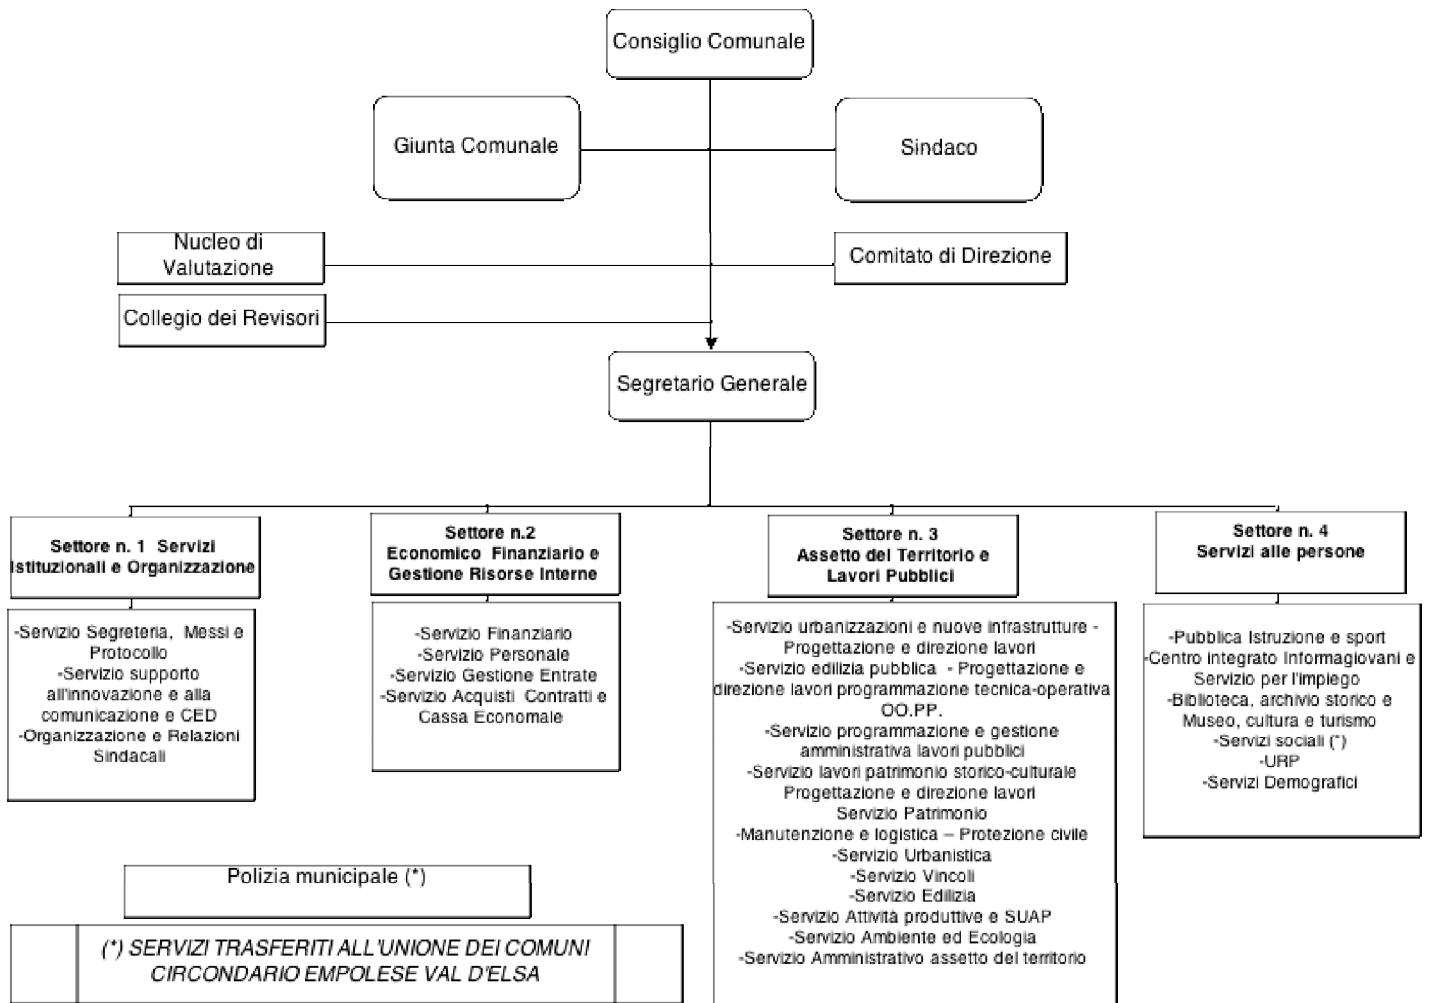 Consiglio Comunale
Giunta Comunale
Sindaco
Nucleo di
Valutazione
Comitato di Direzione
Collegio dei Revisori
Segretario Generale
Settore n. 1 Servizi
Istituzionali e Organizzazione
-Servizio Segreteria, Messi e
Protocollo
-Servizio supporto
all'innovazione e alla
comunicazione e CED
-Organizzazione e Relazioni
Sindacali
Settore n.2
Economico Finanziario e
Gestione Risorse Interne
-Servizio Finanziario
-Servizio Personale
-Servizio Gestione Entrate
-Servizio Acquisti Contratti e
Cassa Economale
Settore n. 3
Assetto del Territorio e
Lavori Pubblici
-Servizio urbanizzazioni e nuove infrastrutture -
Progettazione e direzione lavori
-Servizio edilizia pubblica - Progettazione e
direzione lavori programmazione tecnica-operativa
OO.PP.
-Servizio programmazione e gestione
amministrativa lavori pubblici
-Servizio lavori patrimonio storico-culturale
Progettazione e direzione lavori
Servizio Patrimonio
-Manutenzione e logistica – Protezione civile
-Servizio Urbanistica
-Servizio Vincoli
-Servizio Edilizia
-Servizio Attività produttive e SUAP
-Servizio Ambiente ed Ecologia
-Servizio Amministrativo assetto del territorio
Settore n. 4
Servizi alle persone
-Pubblica Istruzione e sport
-Centro integrato Informagiovani e
Servizio per l'impiego
-Biblioteca, archivio storico e
Museo, cultura e turismo
-Servizi sociali (*)
-URP
-Servizi Demografici
Polizia municipale (*)
(*) SERVIZI TRASFERITI ALL'UNIONE DEI COMUNI
CIRCONDARIO EMPOLESE VAL D'ELSA